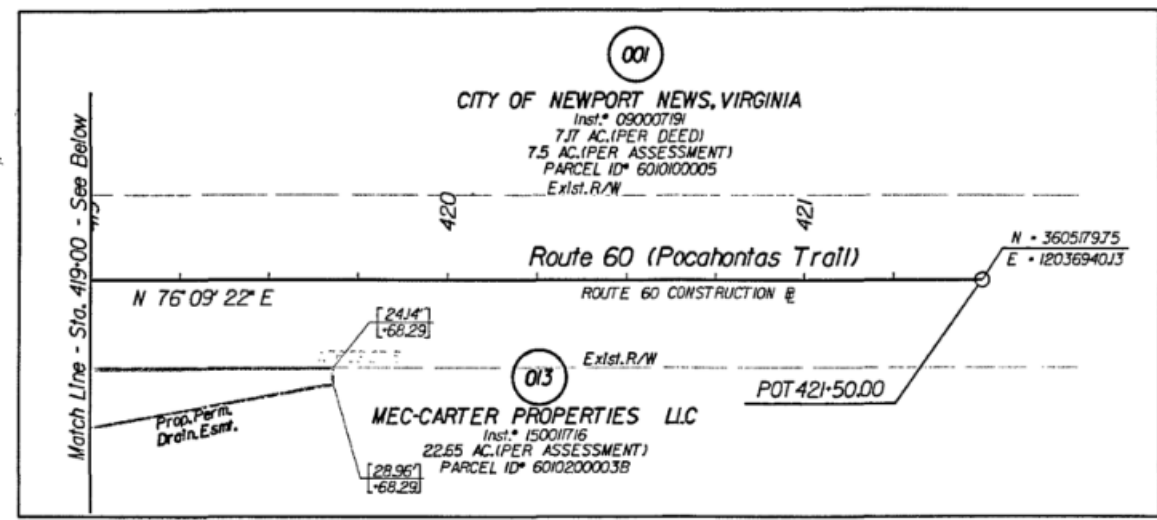 001
CITY OF NEWPORT NEWS, VIRGINIA
Inst.# 090007191
7.17 AC.(PER DEED)
7.5 AC.(PER ASSESSMENT)
PARCEL ID# 6010100005
Exist.R/W
Match Line - Sta. 419+00 - See Below
419
420
421
Route 60 (Pocahontas Trail)
N = 3605179.75
E = 12036940.13
N 76°09'22" E
ROUTE 60 CONSTRUCTION BL
[24.14']
[+68.29]
Exist.R/W
013
POT 421+50.00
MEC-CARTER PROPERTIES LLC
Prop.Perm.
Drain.Esmt.
Inst.# 150011716
22.65 AC.(PER ASSESSMENT)
PARCEL ID# 6010200003B
[28.96']
[+68.29]